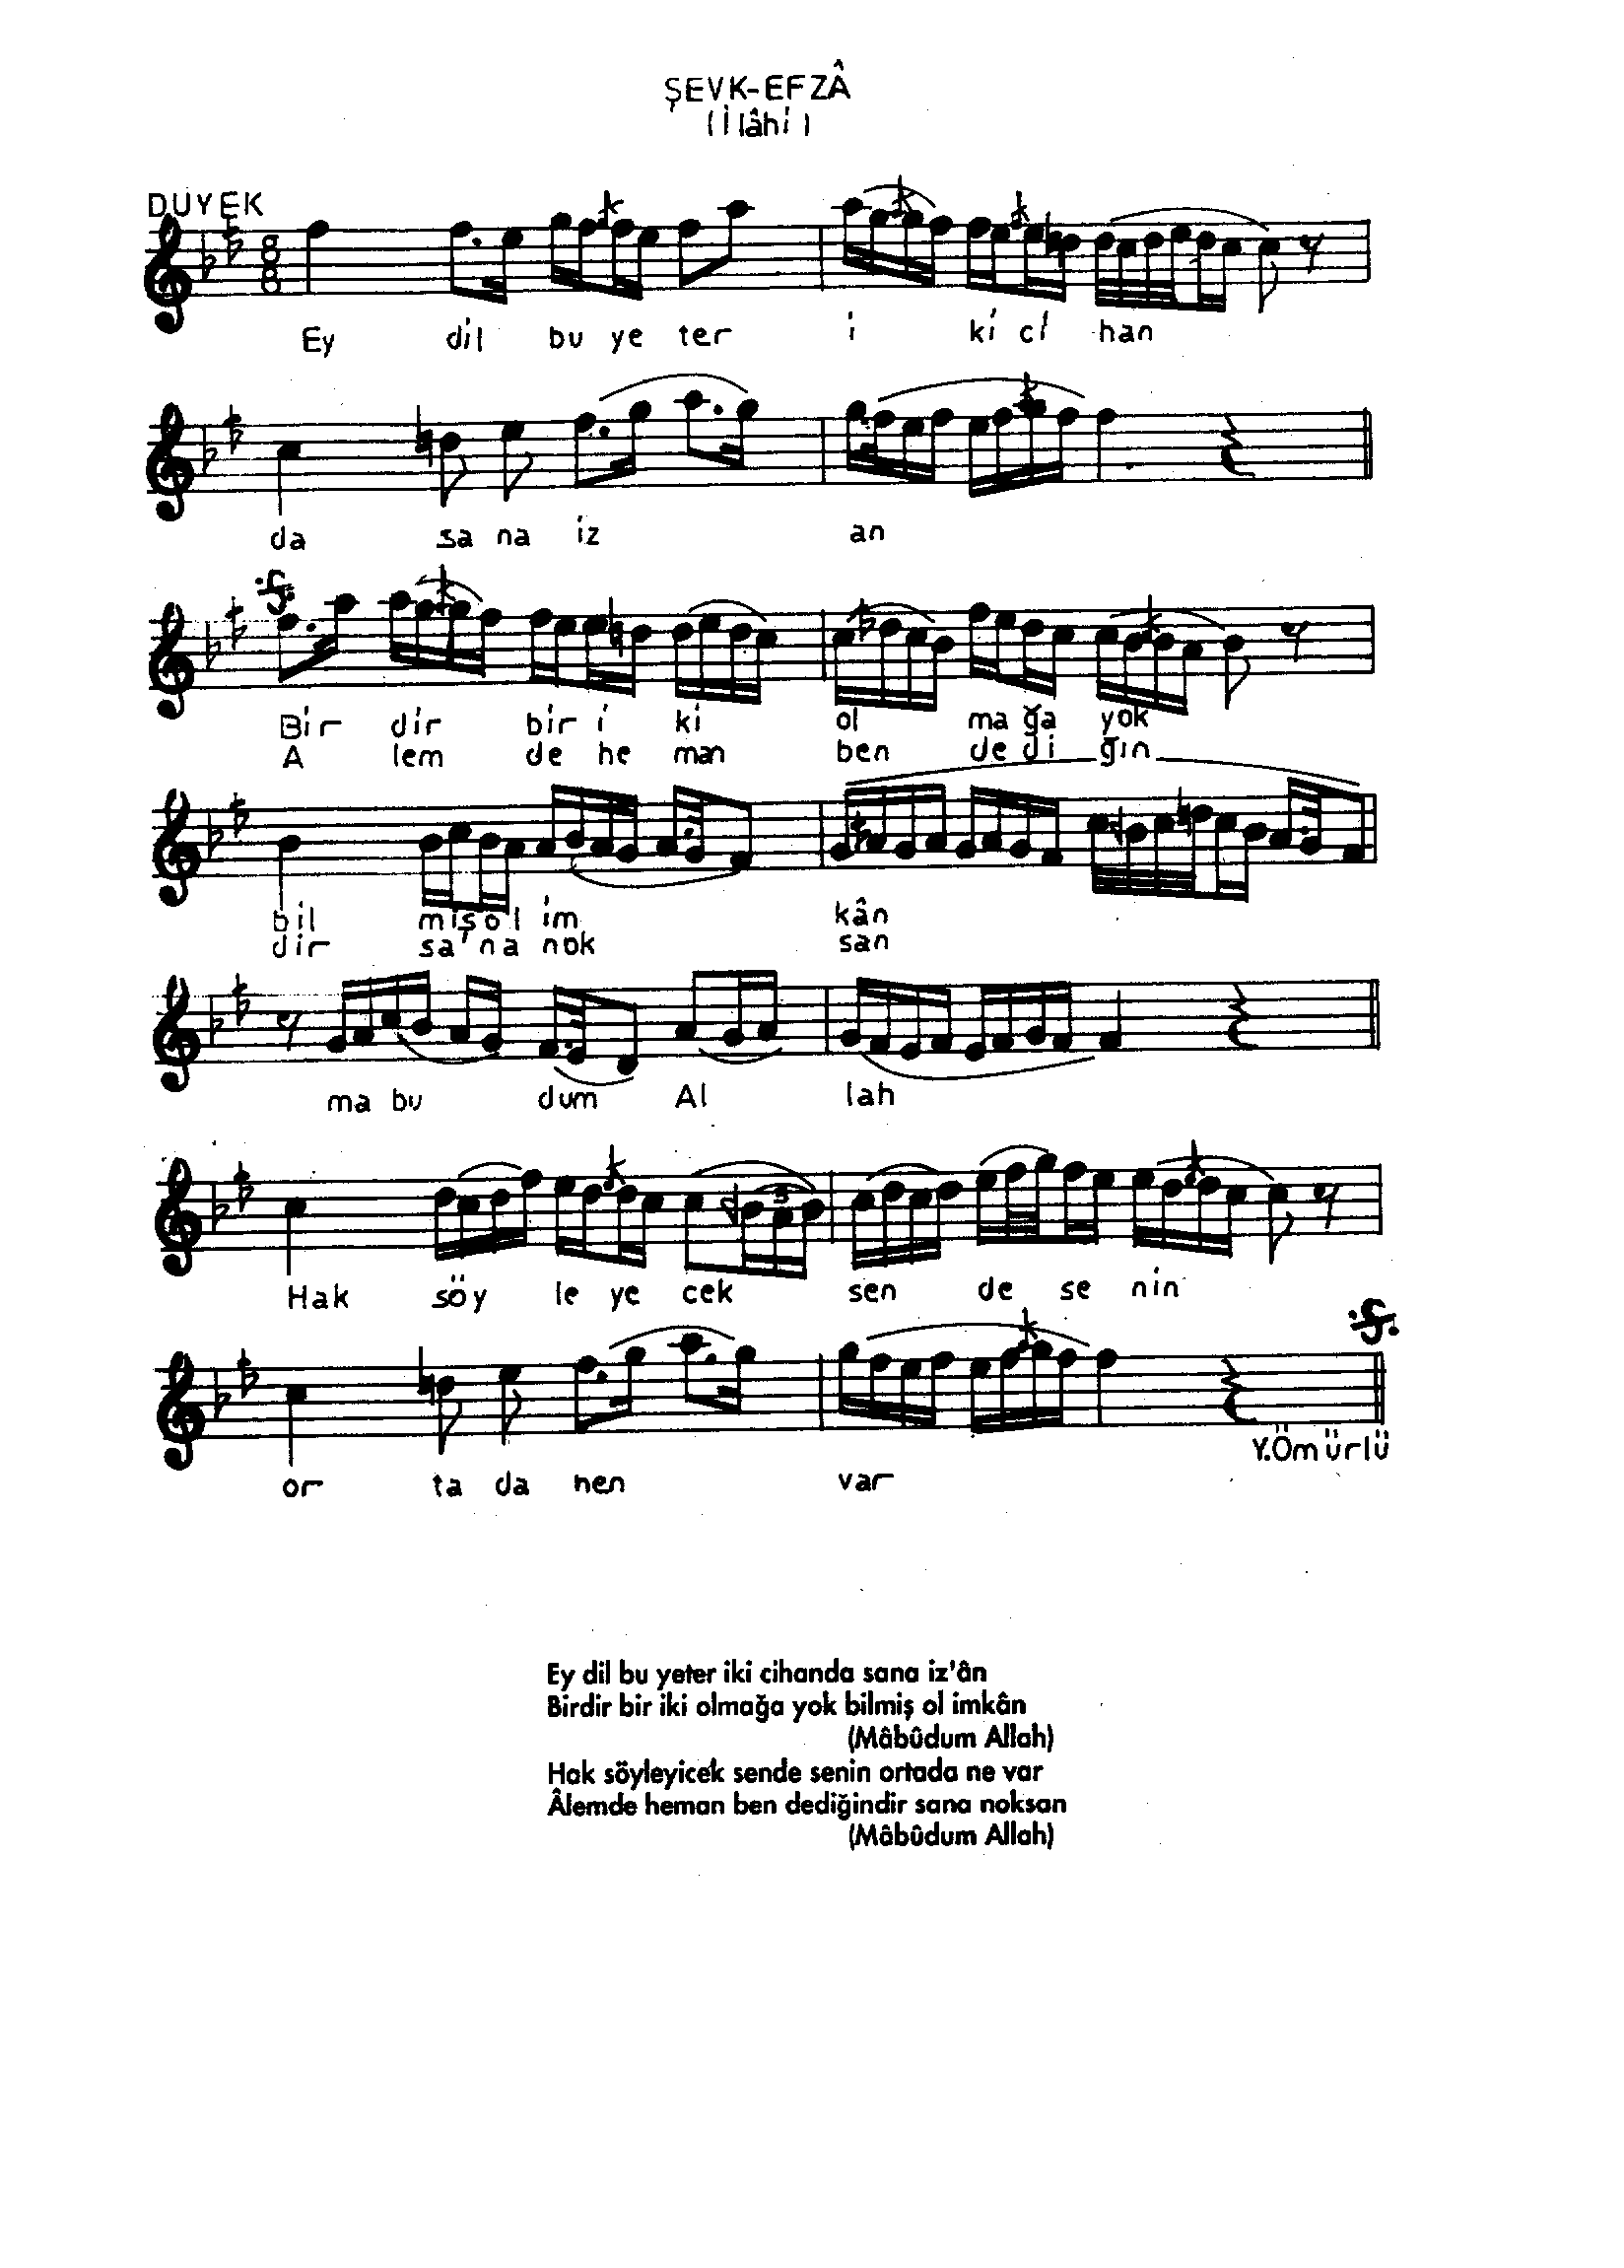 ŞEVK-EFZÂ
(İlâhi)
DUYEK
8
8
Ey dil bu ye ter i ki ci han
da sa na iz an
Bir dir bir i ki ol ma ğa yok
A lem de he man ben de di ğın
bil miş ol im kân
dir sa na nok san
ma bu dum Al lah
Hak söy le ye cek sen de se nin
3
or ta da nen var
Y.Ömürlü
Ey dil bu yeter iki cihanda sana iz'ân
Birdir bir iki olmağa yok bilmiş ol imkân
(Mâbûdum Allah)
Hak söyleyicek sende senin ortada ne var
Âlemde heman ben dediğindir sana noksan
(Mâbûdum Allah)